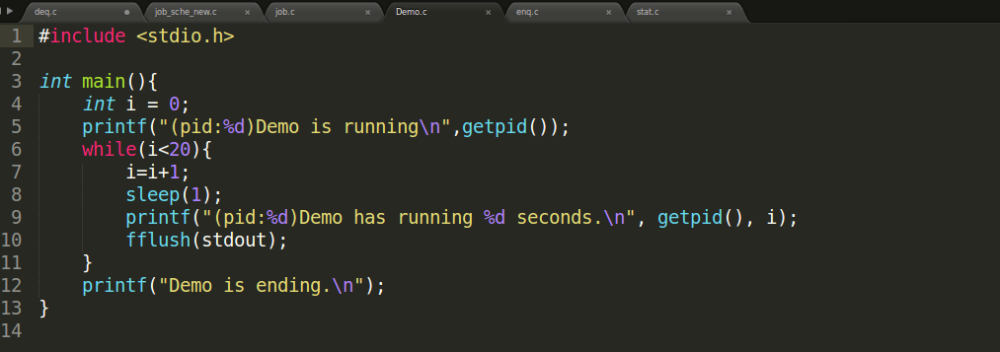 deq.c job_sche_new.c job.c Demo.c enq.c stat.c
1 #include <stdio.h>
2
3 int main(){
4     int i = 0;
5     printf("(pid:%d)Demo is running\n",getpid());
6     while(i<20){
7         i=i+1;
8         sleep(1);
9         printf("(pid:%d)Demo has running %d seconds.\n", getpid(), i);
10         fflush(stdout);
11     }
12     printf("Demo is ending.\n");
13 }
14